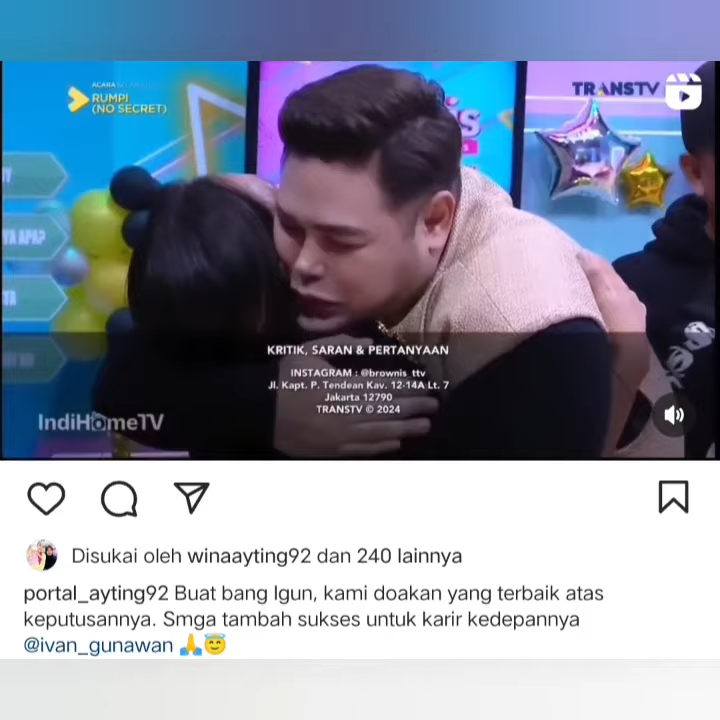 ACARA
RUMPI
(NO SECRET)
TRANSTV
YA APA?
KRITIK, SARAN & PERTANYAAN
INSTAGRAM : @brownis_ttv
Jl. Kapt. P. Tendean Kav. 12-14A Lt. 7
Jakarta 12790
TRANSTV © 2024
IndiHomeTV
Disukai oleh winaayting92 dan 240 lainnya
portal_ayting92 Buat bang Igun, kami doakan yang terbaik atas
keputusannya. Smga tambah sukses untuk karir kedepannya
@ivan_gunawan 🙏😇